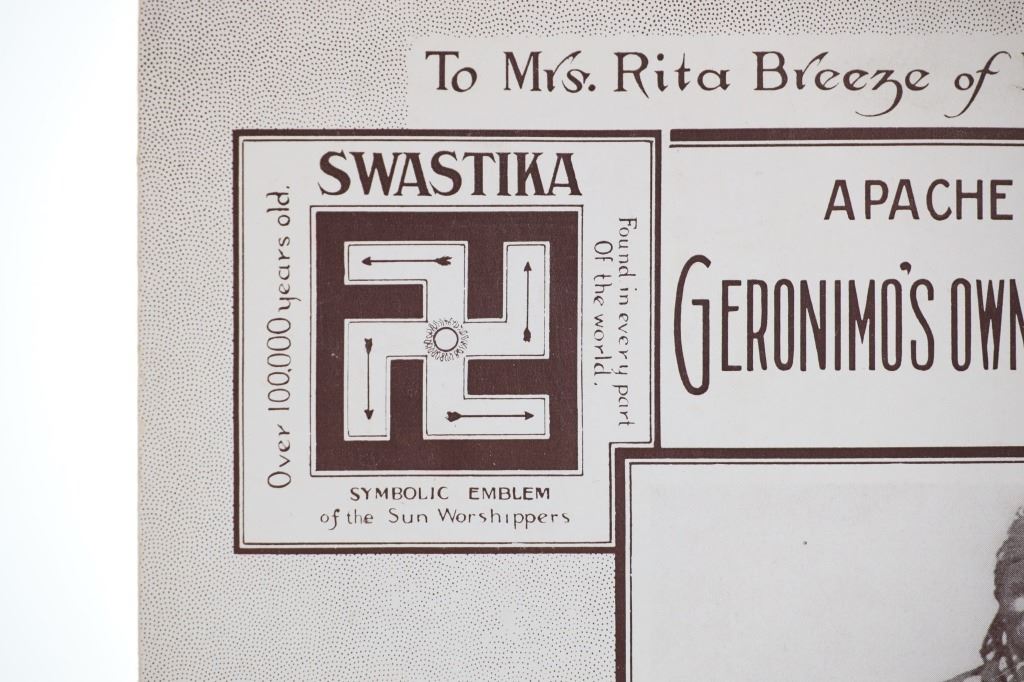 To Mrs. Rita Breeze of
SWASTIKA
Over 100,000 years old.
Found in every part
Of the world.
SYMBOLIC EMBLEM
of the Sun Worshippers
APACHE
GERONIMO'S OWN